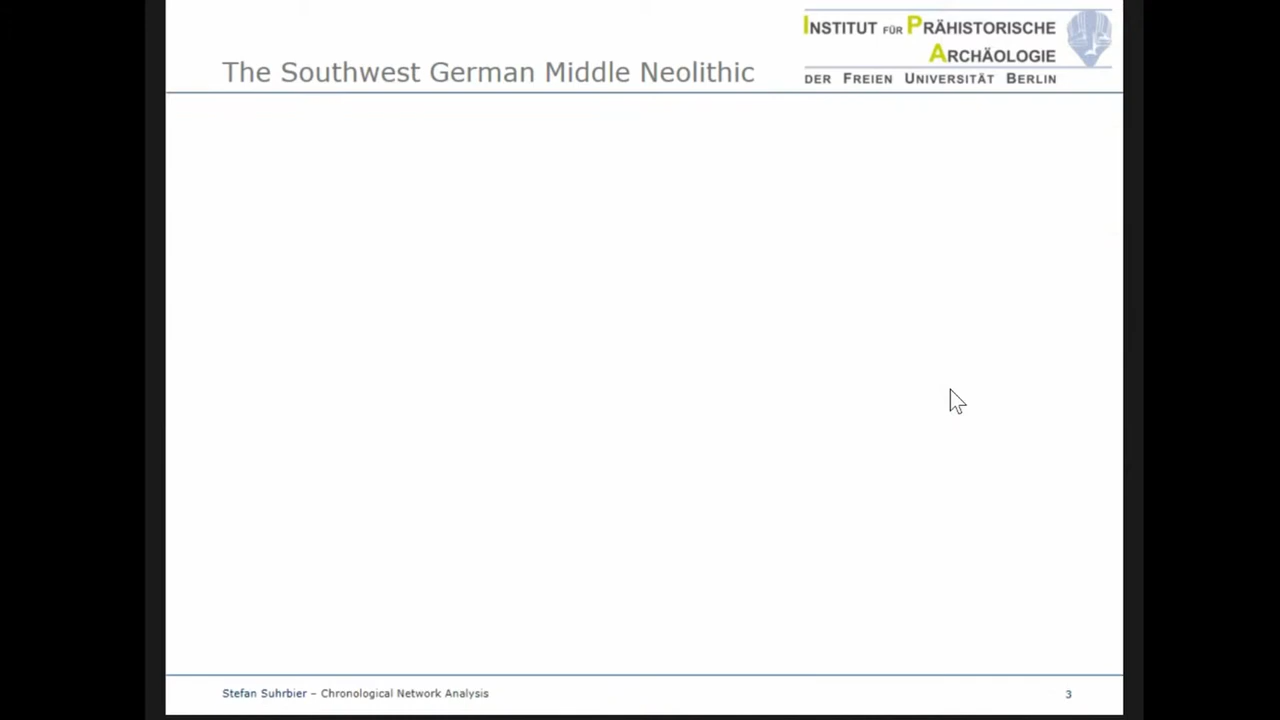 INSTITUT FÜR PRÄHISTORISCHE
ARCHÄOLOGIE
DER FREIEN UNIVERSITÄT BERLIN
The Southwest German Middle Neolithic
Stefan Suhrbier – Chronological Network Analysis
3